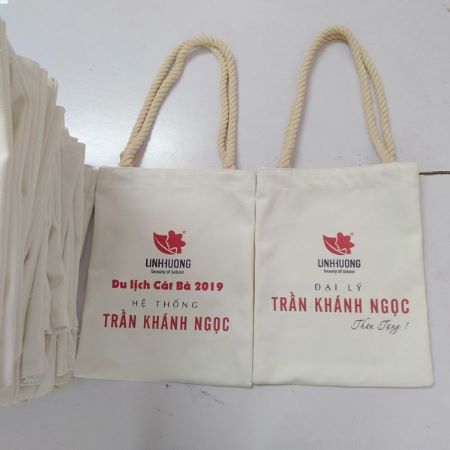 LINHHUONG
beauty of nature
Du lịch Cát Bà 2019
HỆ THỐNG
TRẦN KHÁNH NGỌC
LINHHUONG
beauty of nature
ĐẠI LÝ
TRẦN KHÁNH NGỌC
Thân Tặng !